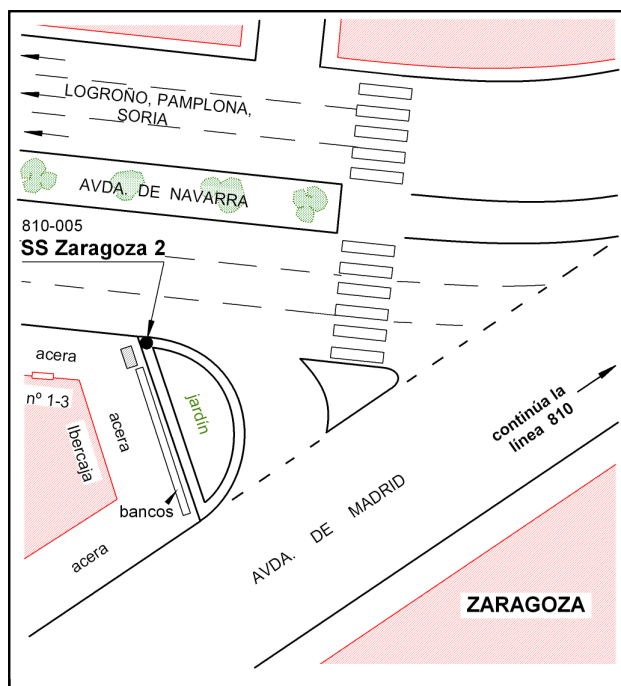 LOGROÑO, PAMPLONA,
SORIA
AVDA. DE NAVARRA
810-005
SS Zaragoza 2
acera
nº 1-3
Ibercaja
acera
jardín
bancos
acera
continúa la
línea 810
AVDA. DE MADRID
ZARAGOZA